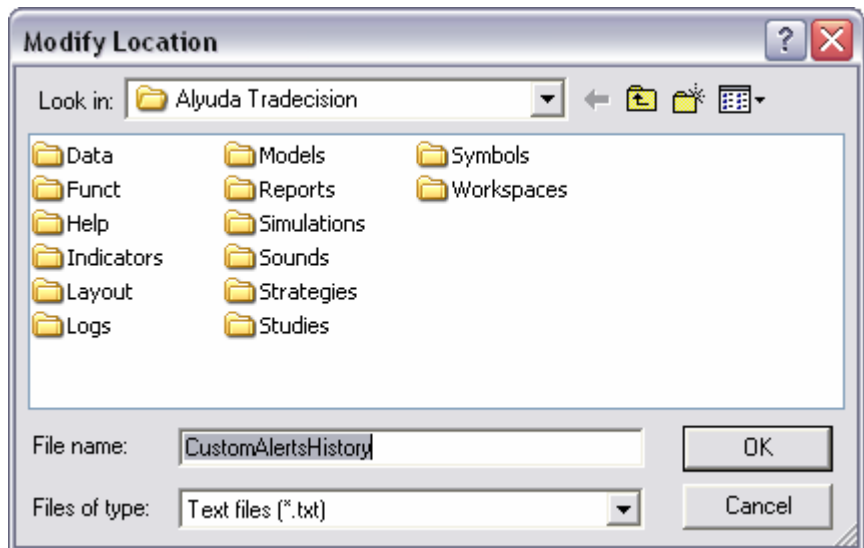 Modify Location
Look in: Alyuda Tradecision
Data Models Symbols
Funct Reports Workspaces
Help Simulations
Indicators Sounds
Layout Strategies
Logs Studies
File name: CustomAlertsHistory OK
Files of type: Text files (*.txt) Cancel